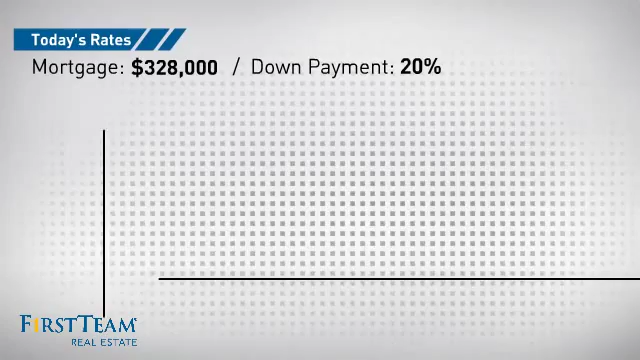 Today's Rates
Mortgage: $328,000 / Down Payment: 20%
FIRSTTEAM®
REAL ESTATE